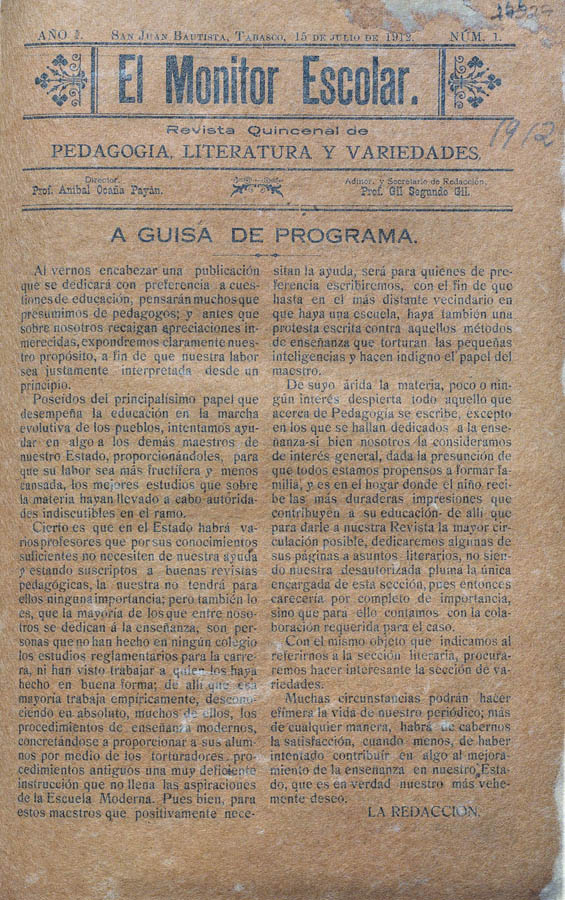 19327
AÑO I. SAN JUAN BAUTISTA, TABASCO, 15 DE JULIO DE 1912. NÚM. 1.
El Monitor Escolar.
1912
Revista Quincenal de
PEDAGOGIA, LITERATURA Y VARIEDADES.
Director.
Prof. Aníbal Ocaña Payán.
Admor. y Secretario de Redacción.
Prof. Gil Segundo Gil.
A GUISA DE PROGRAMA.
Al vernos encabezar una publicación
que se dedicará con preferencia a cues-
tiones de educación, pensarán muchos que
presumimos de pedagogos; y antes que
sobre nosotros recaigan apreciaciones in-
merecidas, expondremos claramente nues-
tro propósito, a fin de que nuestra labor
sea justamente interpretada desde un
principio.
Poseídos del principalísimo papel que
desempeña la educación en la marcha
evolutiva de los pueblos, intentamos ayu-
dar en algo a los demás maestros de
nuestro Estado, proporcionándoles, para
que su labor sea más fructífera y menos
cansada, los mejores estudios que sobre
la materia hayan llevado a cabo autorida-
des indiscutibles en el ramo.
Cierto es que en el Estado habrá va-
rios profesores que por sus conocimientos
suficientes no necesiten de nuestra ayuda
y estando suscriptos a buenas revistas
pedagógicas, la nuestra no tendrá para
ellos ninguna importancia; pero también lo
es, que la mayoría de los que entre noso-
tros se dedican á la enseñanza, son per-
sonas que no han hecho en ningún colegio
los estudios reglamentarios para la carre-
ra, ni han visto trabajar a quien los haya
hecho en buena forma; de allí que esa
mayoría trabaja empíricamente, descono-
ciendo en absoluto, muchos de ellos, los
procedimientos de enseñanza modernos,
concretándose a proporcionar a sus alum-
nos por medio de los torturadores pro-
cedimientos antiguos una muy deficiente
instrucción que no llena las aspiraciones
de la Escuela Moderna. Pues bien, para
estos maestros que positivamente nece-
sitan la ayuda, será para quienes de pre-
ferencia escribiremos, con el fin de que
hasta en el más distante vecindario en
que haya una escuela, haya también una
protesta escrita contra aquellos métodos
de enseñanza que torturan las pequeñas
inteligencias y hacen indigno el papel del
maestro.
De suyo árida la materia, poco o nin-
gún interés despierta todo aquello que
acerca de Pedagogía se escribe, excepto
en los que se hallan dedicados a la ense-
ñanza-si bien nosotros la consideramos
de interés general, dada la presunción de
que todos estamos propensos a formar fa-
milia, y es en el hogar donde el niño reci-
be las más duraderas impresiones que
contribuyen a su educación- de allí que
para darle a nuestra Revista la mayor cir-
culación posible, dedicaremos algunas de
sus páginas a asuntos literarios, no sien-
do nuestra desautorizada pluma la única
encargada de esta sección, pues entonces
carecería por completo de importancia,
sino que para ello contamos con la cola-
boración requerida para el caso.
Con el mismo objeto que indicamos al
referirnos a la sección literaria, procura-
remos hacer interesante la sección de va-
riedades.
Muchas circunstancias podrán hacer
efímera la vida de nuestro periódico; más
de cualquier manera, habrá de cabernos
la satisfacción, cuando menos, de haber
intentado contribuir en algo al mejora-
miento de la enseñanza en nuestro Esta-
do, que es en verdad nuestro más vehe-
mente deseo.
LA REDACCION.